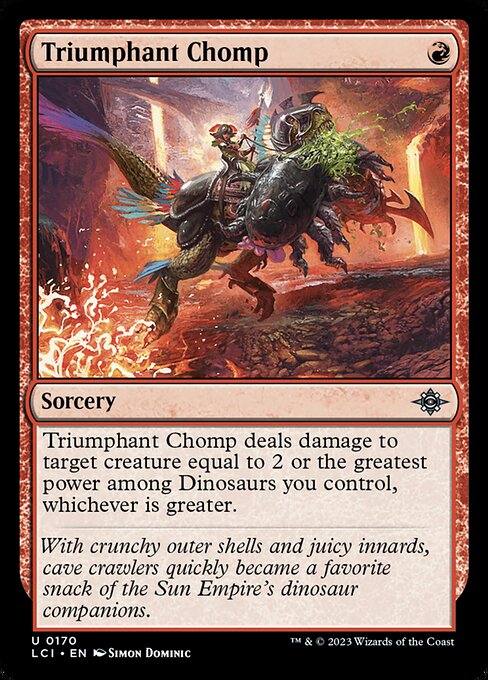 Triumphant Chomp
Sorcery
Triumphant Chomp deals damage to
target creature equal to 2 or the greatest
power among Dinosaurs you control,
whichever is greater.
With crunchy outer shells and juicy innards,
cave crawlers quickly became a favorite
snack of the Sun Empire's dinosaur
companions.
U 0170
LCI • EN Simon Dominic
™ & © 2023 Wizards of the Coast